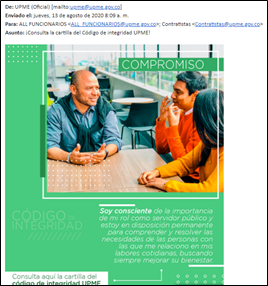 De: UPME (Oficial) [mailto:upme@upme.gov.co]
Enviado el: jueves, 13 de agosto de 2020 8:09 a. m.
Para: ALL FUNCIONARIOS <ALL_FUNCIONARIOS@upme.gov.co>; Contratistas <Contratistas@upme.gov.co>
Asunto: ¡Consulta la cartilla del Código de integridad UPME!
COMPROMISO
CÓDIGO DE
INTEGRIDAD
Soy consciente de la importancia
de mi rol como servidor público y
estoy en disposición permanente
para comprender y resolver las
necesidades de las personas con
las que me relaciono en mis
labores cotidianas, buscando
siempre mejorar su bienestar
Consulta aquí la cartilla del
código de integridad UPME